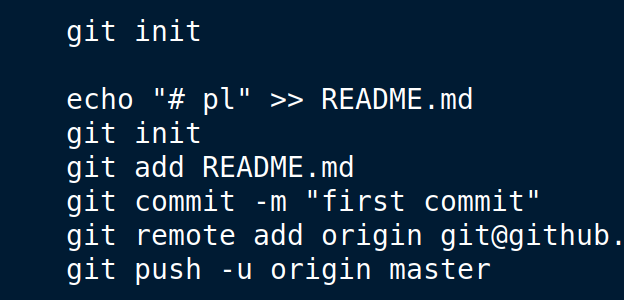 git init
echo "# pl" >> README.md
git init
git add README.md
git commit -m "first commit"
git remote add origin git@github.
git push -u origin master